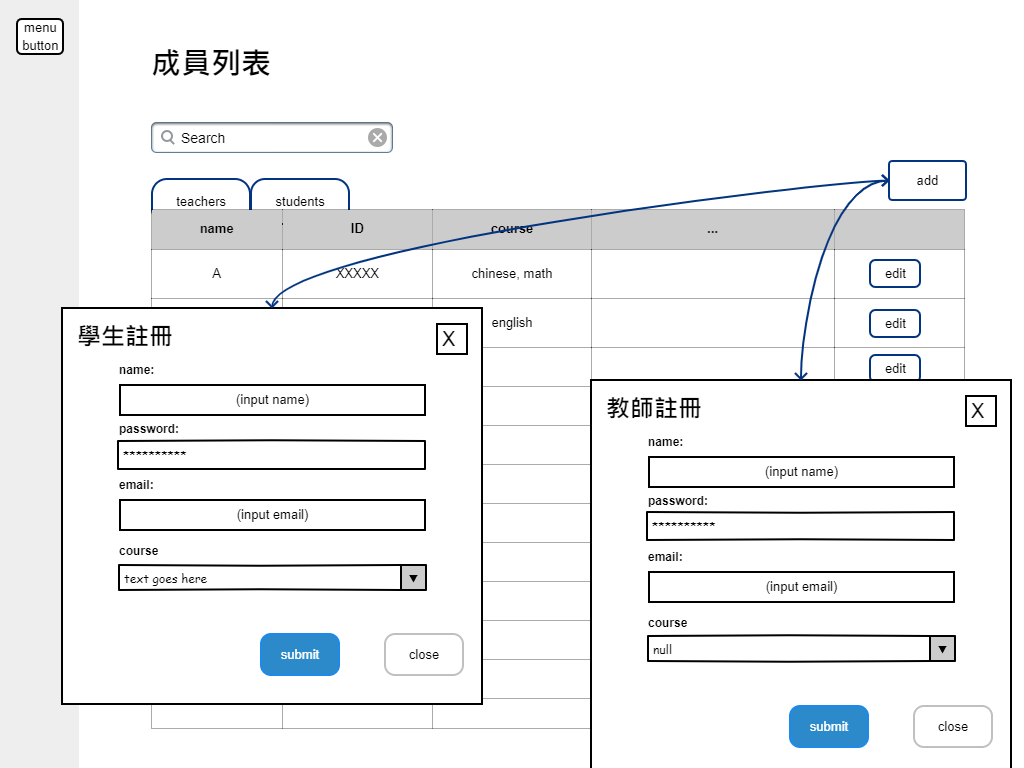 menu
button
成員列表
Search
add
teachers students
name ID course ...
A XXXXX chinese, math edit
english edit
edit
學生註冊 X
name:
(input name)
password:
**********
email:
(input email)
course
text goes here
submit close
教師註冊 X
name:
(input name)
password:
**********
email:
(input email)
course
null
submit close